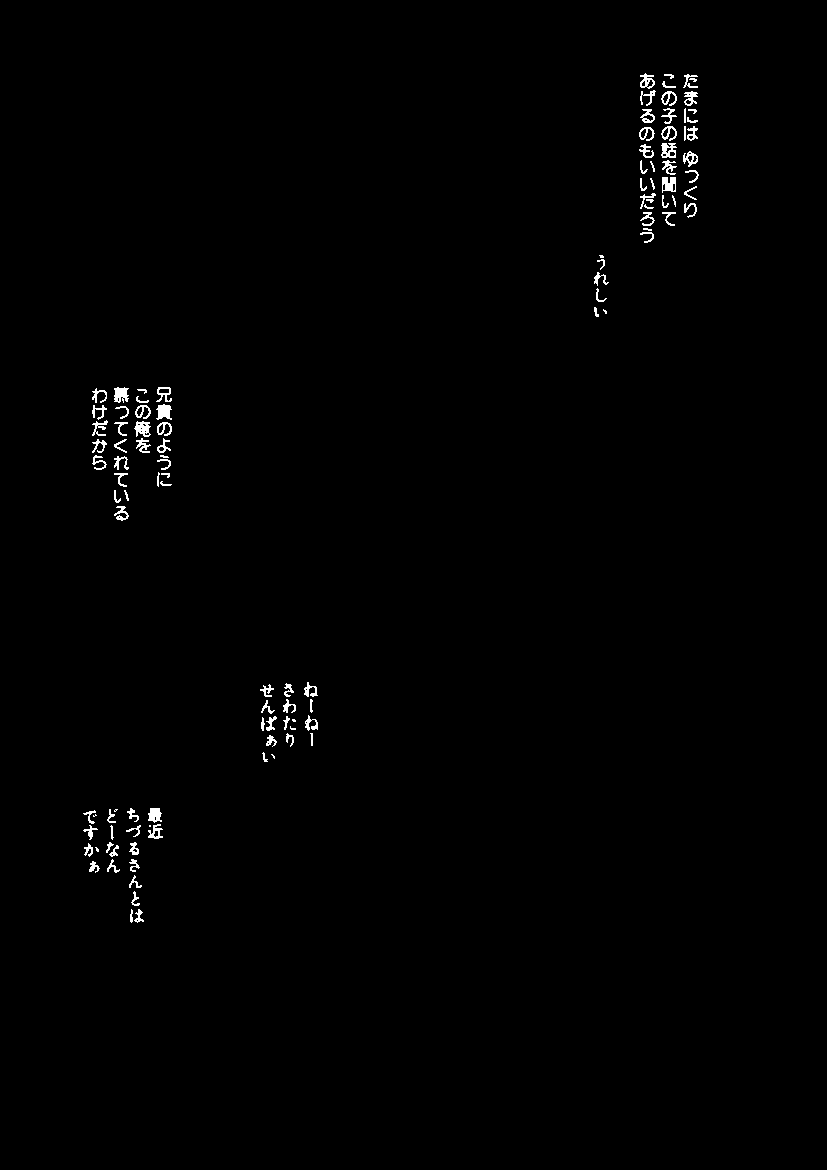 たまには ゆっくり
この子の話を聞いて
あげるのもいいだろう
うれしい
兄貴のように
この俺を
慕ってくれている
わけだから
ねーねー
さわたり
せんぱぁい
最近
ちづるさんとは
どーなん
ですかぁ